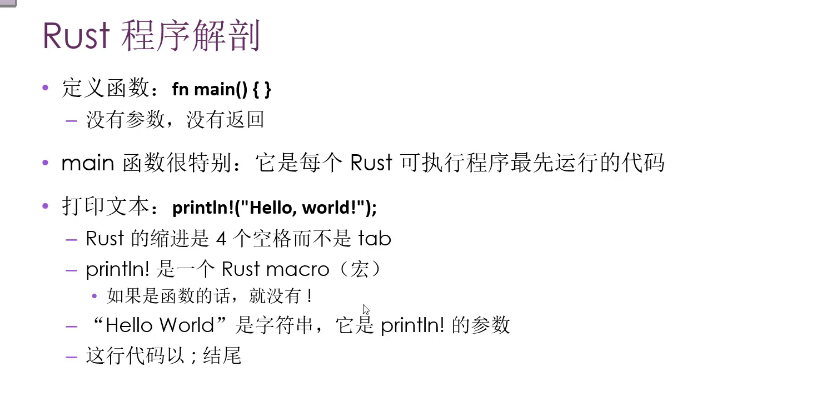 Rust 程序解剖
• 定义函数：fn main() { }
– 没有参数，没有返回
• main 函数很特别：它是每个 Rust 可执行程序最先运行的代码
• 打印文本：println!("Hello, world!");
– Rust 的缩进是 4 个空格而不是 tab
– println! 是一个 Rust macro（宏）
• 如果是函数的话，就没有 !
– “Hello World”是字符串，它是 println! 的参数
– 这行代码以 ; 结尾